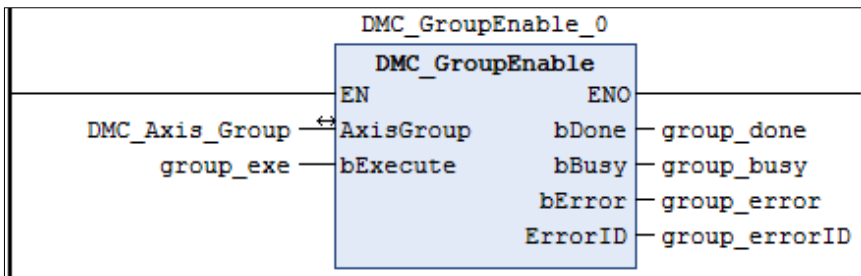 DMC_GroupEnable_0
DMC_GroupEnable
EN ENO
DMC_Axis_Group AxisGroup bDone group_done
group_exe bExecute bBusy group_busy
bError group_error
ErrorID group_errorID